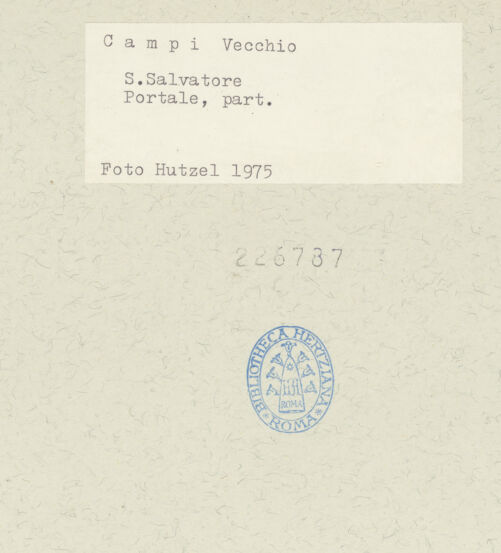 C a m p i  Vecchio
S.Salvatore
Portale, part.
Foto Hutzel 1975
226787
BIBLIOTHECA HERTZIANA
ROMA
ROMA